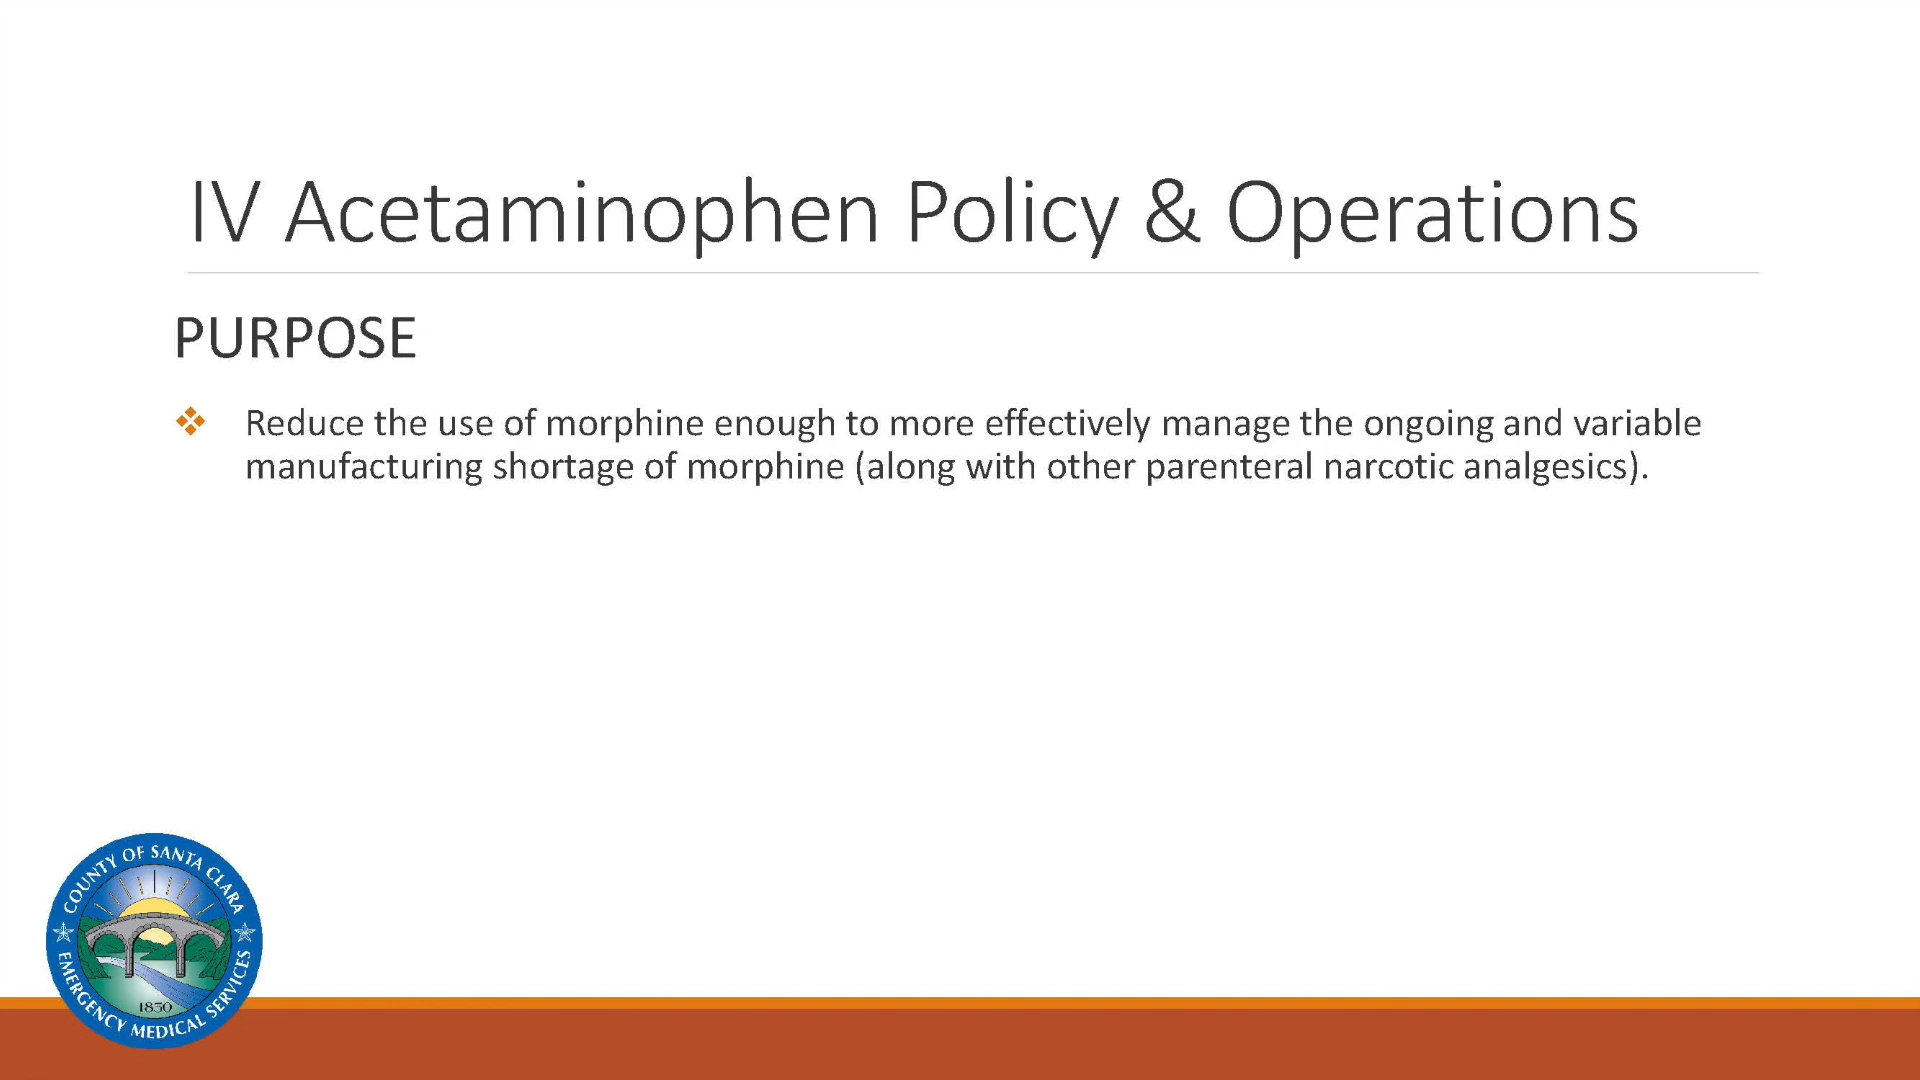 IV Acetaminophen Policy & Operations
PURPOSE
Reduce the use of morphine enough to more effectively manage the ongoing and variable
manufacturing shortage of morphine (along with other parenteral narcotic analgesics).
COUNTY OF SANTA CLARA
1850
EMERGENCY MEDICAL SERVICES